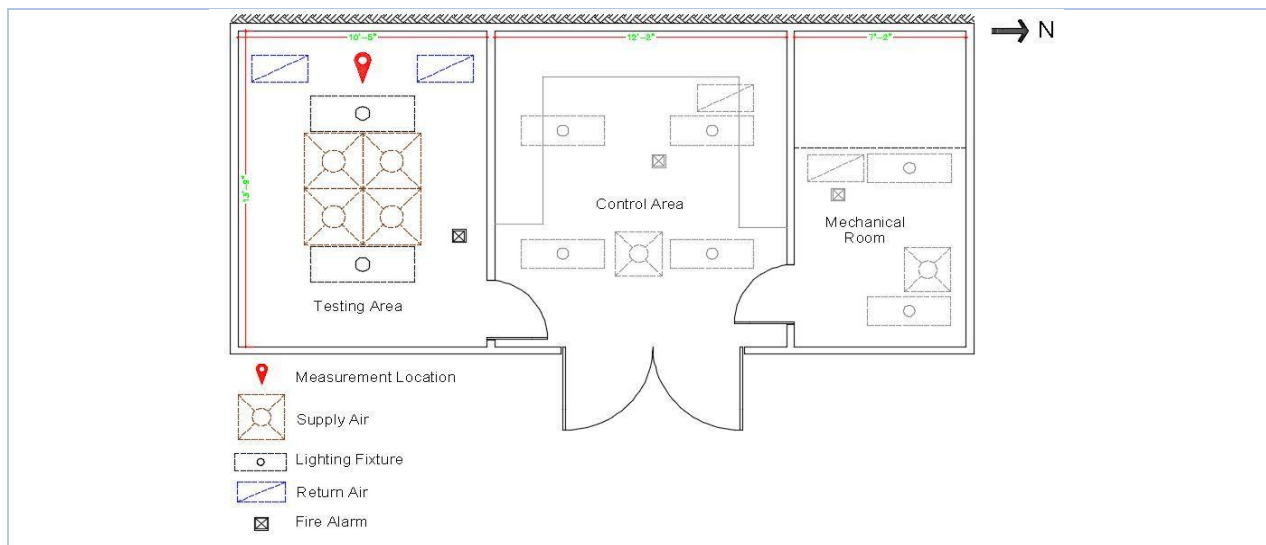 N
10'-5"
12'-2"
7'-2"
13'-9"
Control Area
Mechanical
Room
Testing Area
Measurement Location
Supply Air
Lighting Fixture
Return Air
Fire Alarm